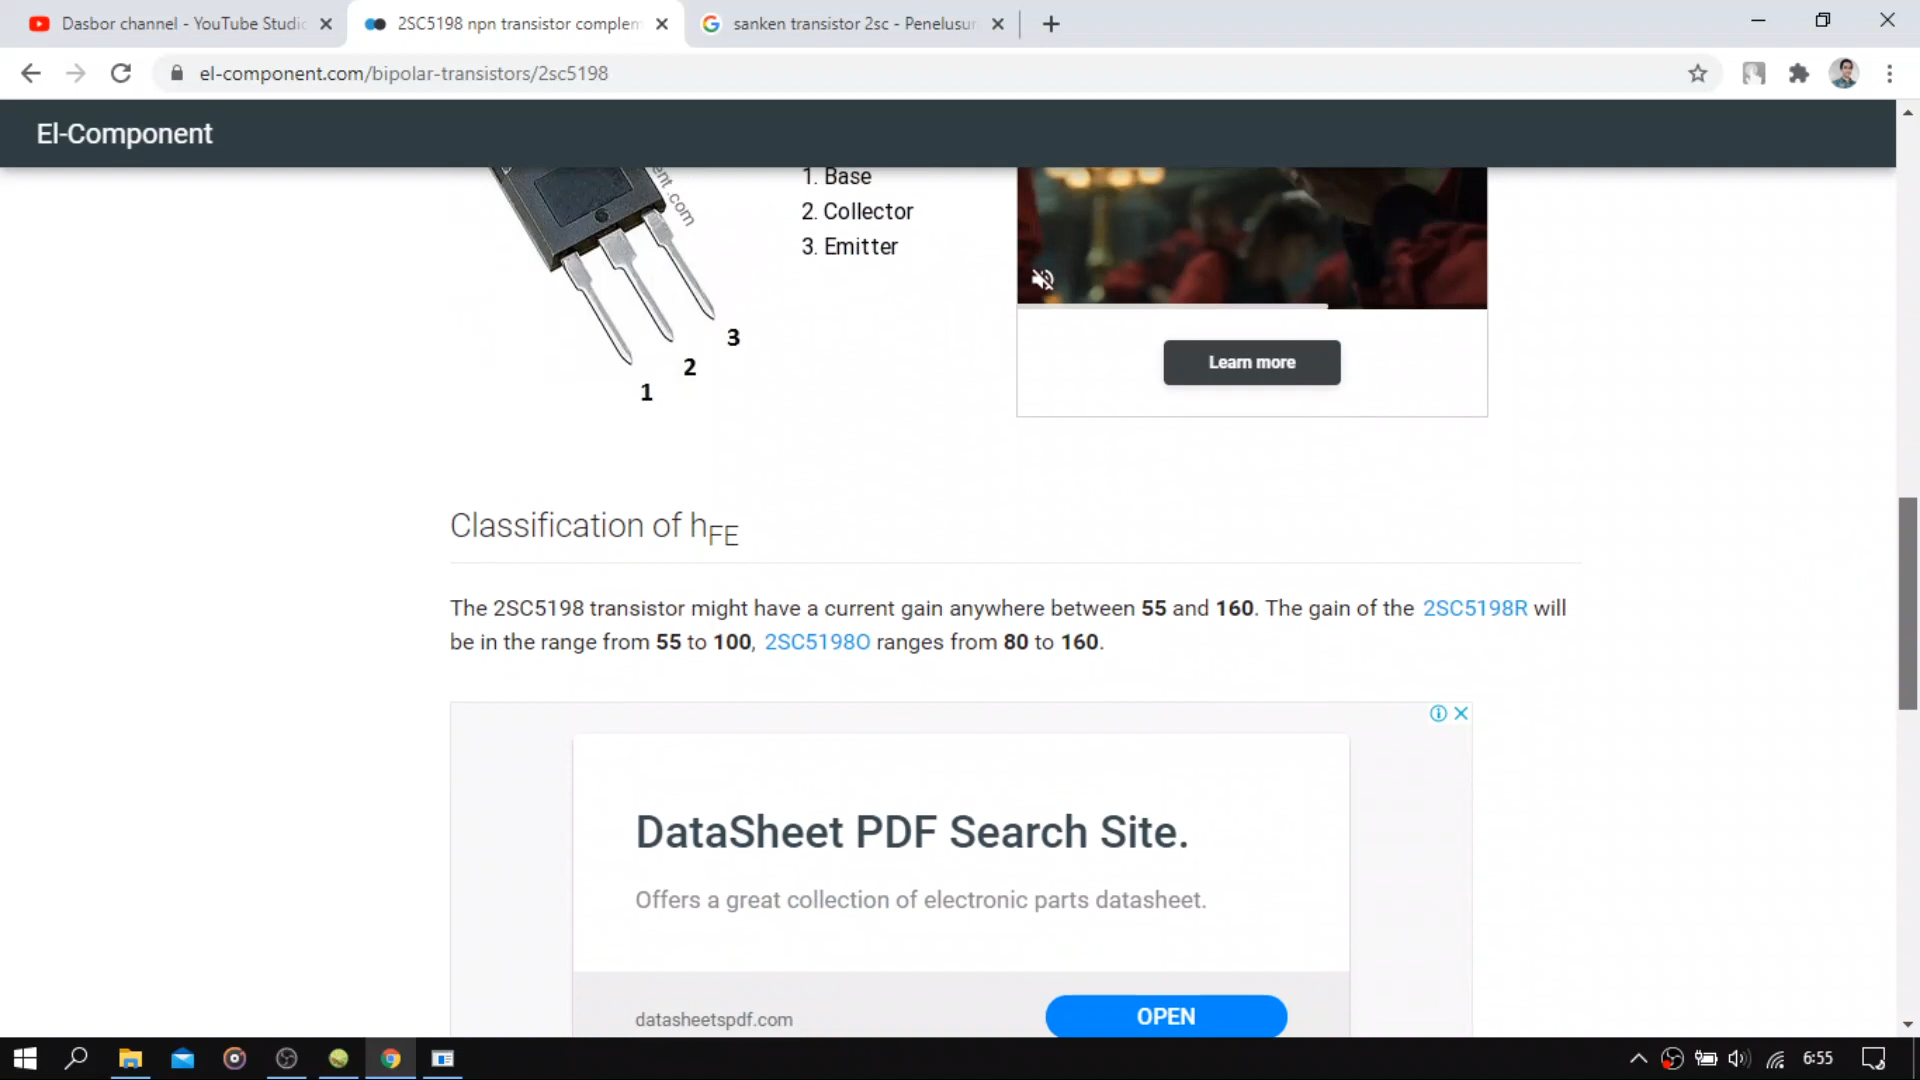 Dasbor channel - YouTube Studio
2SC5198 npn transistor complem
sanken transistor 2sc - Penelusur
el-component.com/bipolar-transistors/2sc5198
El-Component
ent.com
1. Base
2. Collector
3. Emitter
3
2
1
Learn more
Classification of hFE
The 2SC5198 transistor might have a current gain anywhere between 55 and 160. The gain of the 2SC5198R will
be in the range from 55 to 100, 2SC5198O ranges from 80 to 160.
DataSheet PDF Search Site.
Offers a great collection of electronic parts datasheet.
datasheetspdf.com
OPEN
6:55